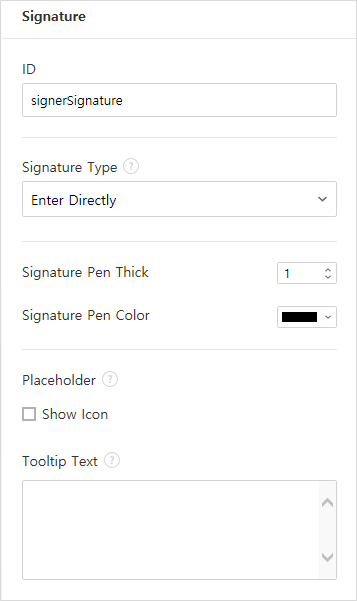 Signature
ID
signerSignature
Signature Type ?
Enter Directly
Signature Pen Thick 1
Signature Pen Color
Placeholder ?
Show Icon
Tooltip Text ?